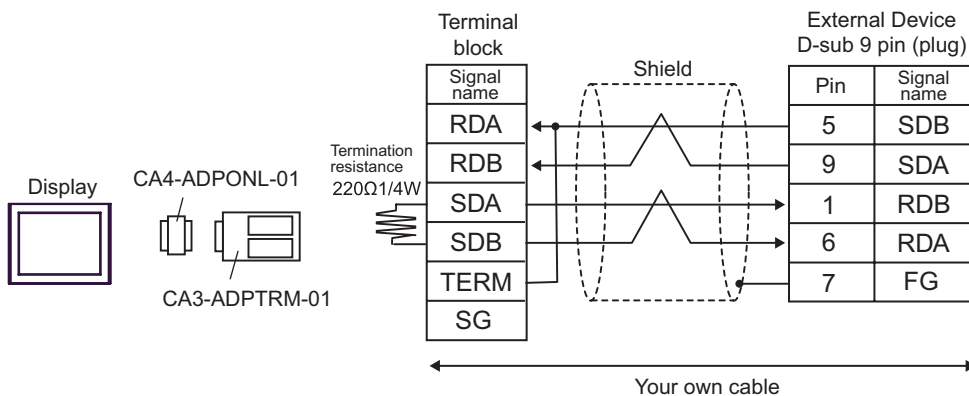 Terminal
block
External Device
D-sub 9 pin (plug)
Signal
name
Shield
Pin
Signal
name
RDA
5
SDB
Termination
resistance
220Ω1/4W
RDB
9
SDA
Display
CA4-ADPONL-01
SDA
1
RDB
SDB
6
RDA
CA3-ADPTRM-01
TERM
7
FG
SG
Your own cable